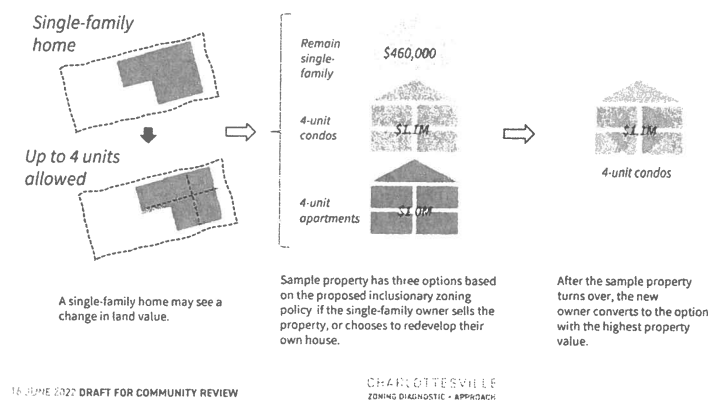 Single-family
home
Up to 4 units
allowed
A single-family home may see a
change in land value.
Remain
single-
family
$460,000
4-unit
condos
$1.1M
4-unit
apartments
$1.0M
Sample property has three options based
on the proposed inclusionary zoning
policy if the single-family owner sells the
property, or chooses to redevelop their
own house.
$1.1M
4-unit condos
After the sample property
turns over, the new
owner converts to the option
with the highest property
value.
JUNE 2022 DRAFT FOR COMMUNITY REVIEW
CHARLOTTESVILLE
ZONING DIAGNOSTIC + APPROACH